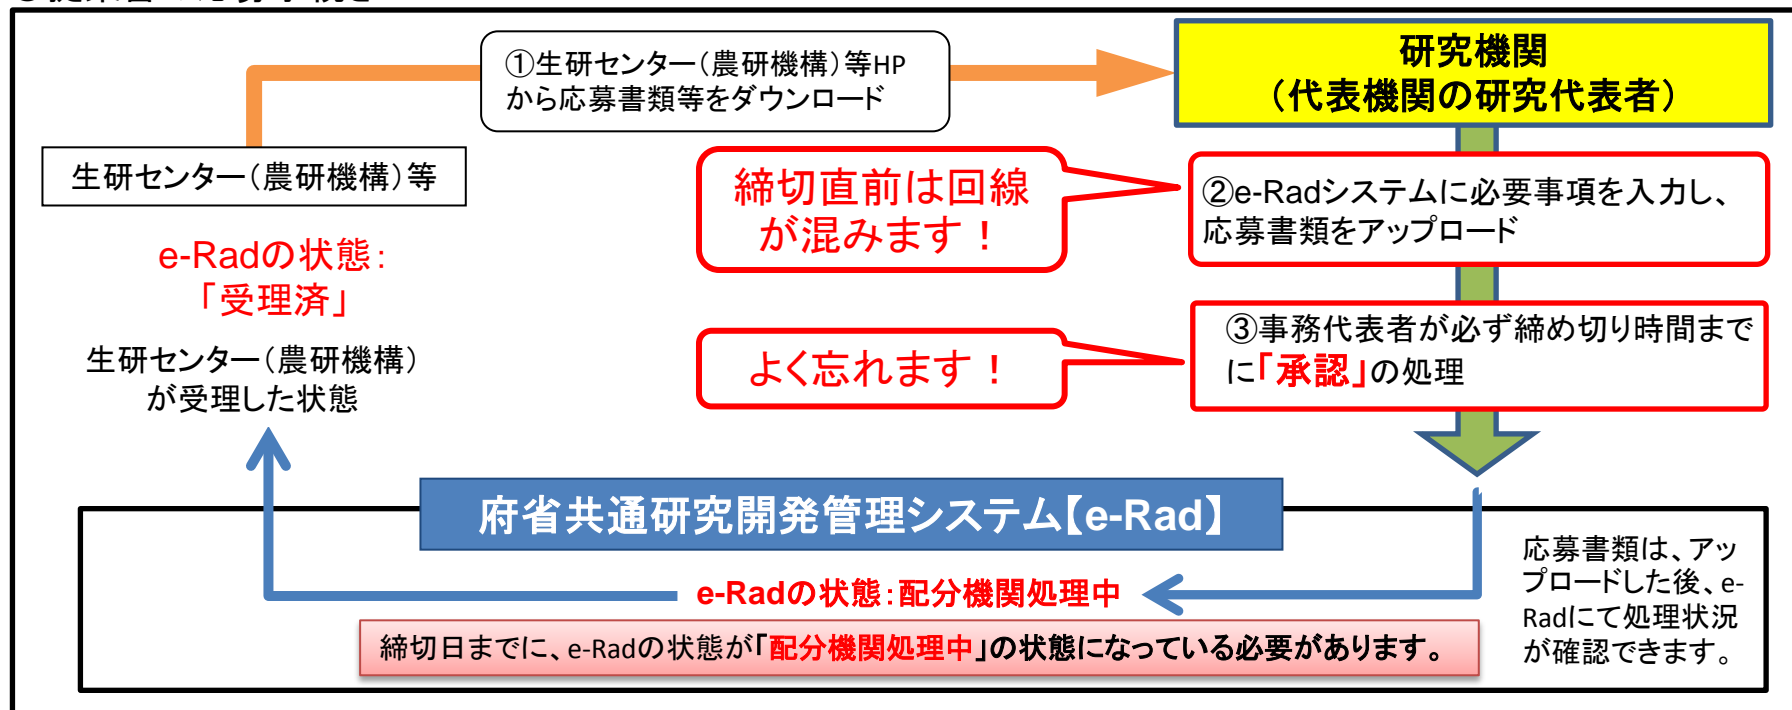 ①生研センター（農研機構）等HP
から応募書類等をダウンロード
研究機関
（代表機関の研究代表者）
生研センター（農研機構）等
締切直前は回線
が混みます！
②e-Radシステムに必要事項を入力し、
応募書類をアップロード
e-Radの状態：
「受理済」
生研センター（農研機構）
が受理した状態
よく忘れます！
③事務代表者が必ず締め切り時間まで
に「承認」の処理
府省共通研究開発管理システム【e-Rad】
e-Radの状態：配分機関処理中
締切日までに、e-Radの状態が「配分機関処理中」の状態になっている必要があります。
応募書類は、アッ
プロードした後、e-
Radにて処理状況
が確認できます。